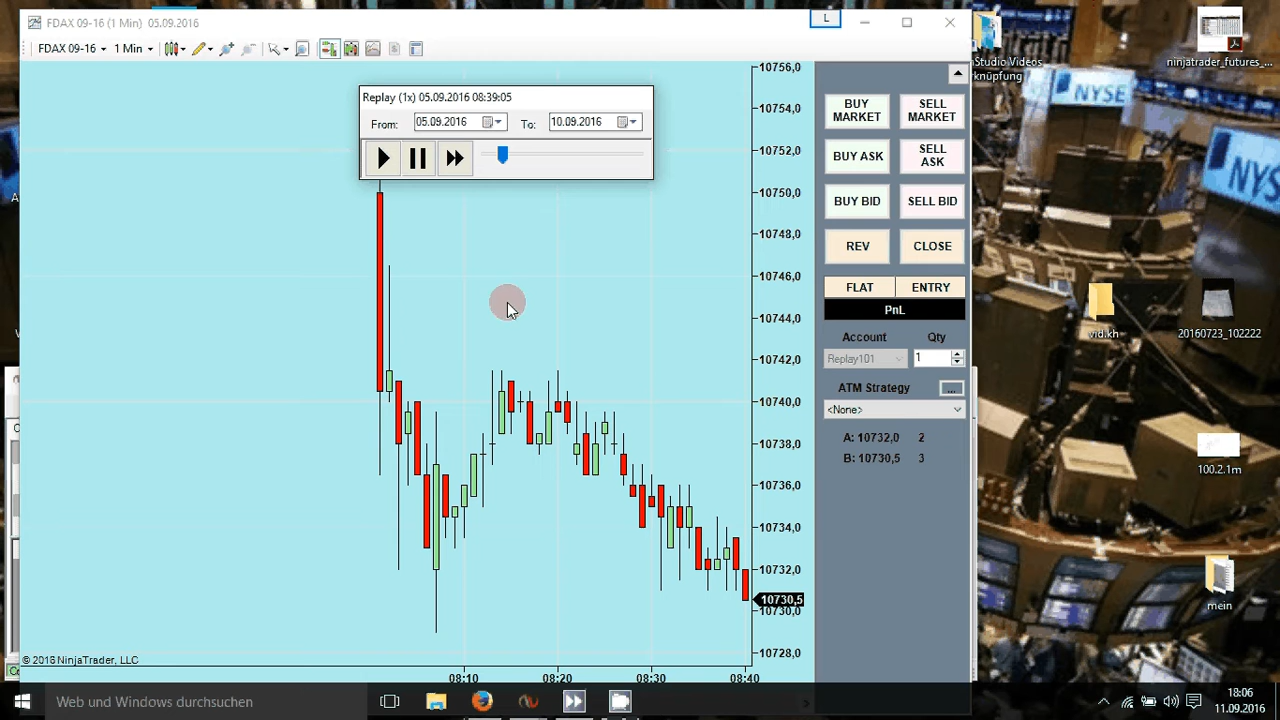 FDAX 09-16 (1 Min) 05.09.2016
L
FDAX 09-16
1 Min
Replay (1x) 05.09.2016 08:39:05
From: 05.09.2016 To: 10.09.2016
10756,0
10754,0
10752,0
10750,0
10748,0
10746,0
10744,0
10742,0
10740,0
10738,0
10736,0
10734,0
10732,0
10730,5
10730,0
10728,0
© 2016 NinjaTrader, LLC
08:10 08:20 08:30 08:40
BUY MARKET
SELL MARKET
BUY ASK
SELL ASK
BUY BID
SELL BID
REV
CLOSE
FLAT
ENTRY
PnL
Account Qty
Replay101 1
ATM Strategy ...
<None>
A: 10732,0 2
B: 10730,5 3
NYSE
NYS
nStudio Videos
knüpfung
ninjatrader_futures_...
vidi.kh
20160723_102222
100.2.1m
mein
Web und Windows durchsuchen
18:06
11.09.2016